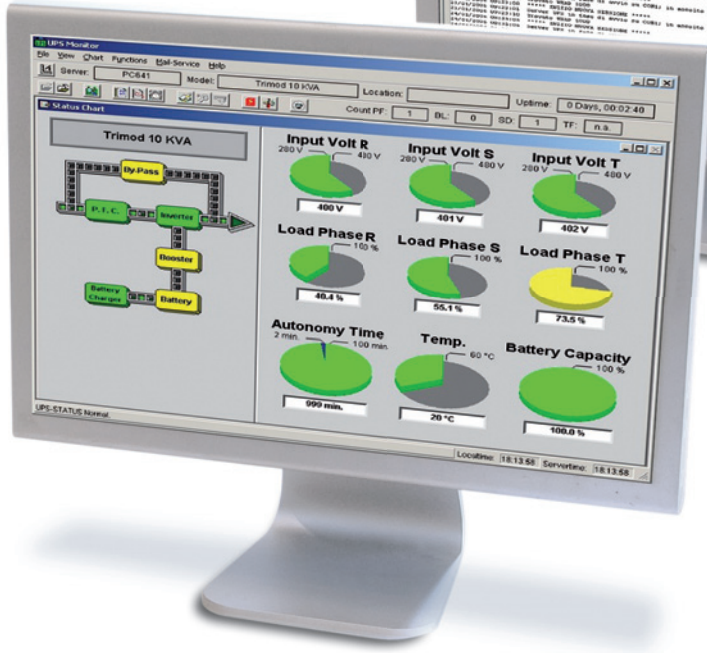 UPS Monitor
File View Chart Functions Mail-Service Help
Server: PC641 Model: Trimod 10 KVA Location: Uptime: 0 Days, 00:02:40
Count PF: 1 BL: 0 SD: 1 TF: n.a.
Status Chart
Trimod 10 KVA
By-Pass
P.F.C. Inverter
Booster
Battery Charger Battery
Input Volt R Input Volt S Input Volt T
280 V 480 V 280 V 480 V 280 V 480 V
400 V 401 V 402 V
Load Phase R Load Phase S Load Phase T
100 % 100 % 100 %
40.4 % 55.1 % 73.5 %
Autonomy Time Temp. Battery Capacity
2 min. 100 min. 60 °C 100 %
999 min. 20 °C 100.0 %
UPS-STATUS Normal.
Localtime: 18:13:58 Servertime: 18:13:58